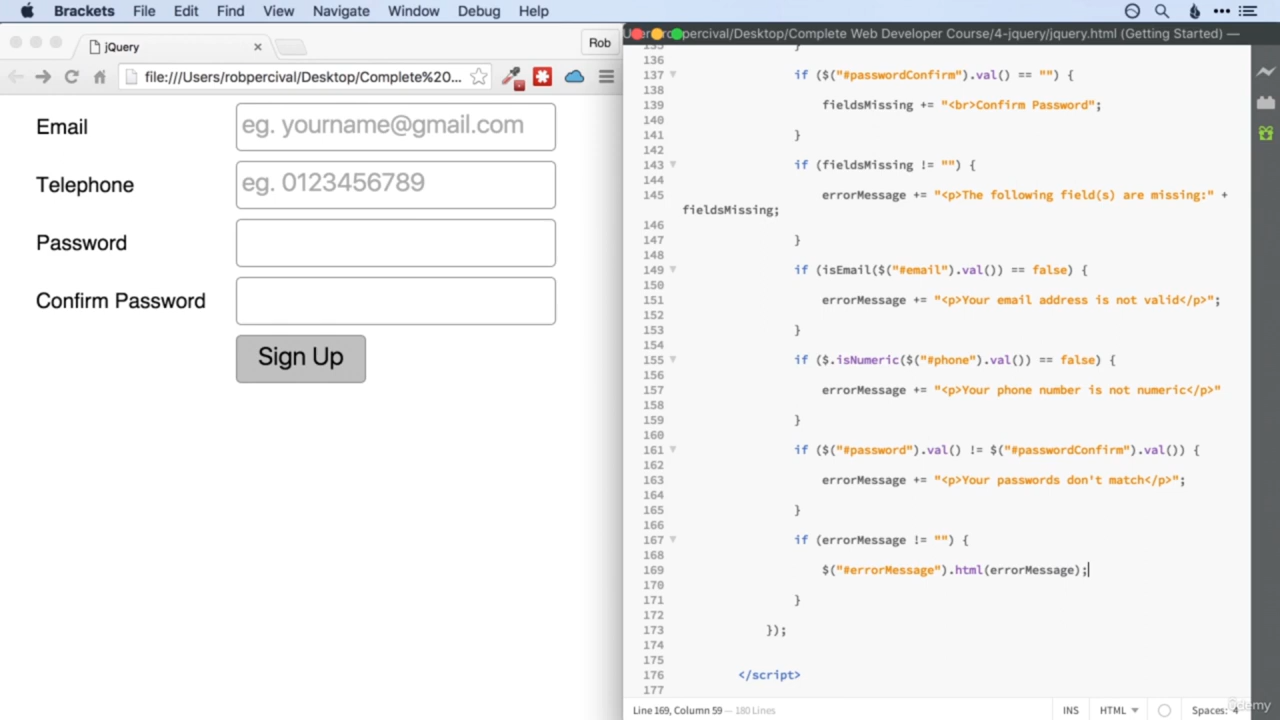 Brackets File Edit Find View Navigate Window Debug Help
jQuery
Rob
file:///Users/robpercival/Desktop/Complete%20...
Email
eg. yourname@gmail.com
Telephone
eg. 0123456789
Password
Confirm Password
Sign Up
robpercival/Desktop/Complete Web Developer Course/4-jquery/jquery.html (Getting Started) —
135 }
136
137 if ($("#passwordConfirm").val() == "") {
138
139 fieldsMissing += "<br>Confirm Password";
140
141 }
142
143 if (fieldsMissing != "") {
144
145 errorMessage += "<p>The following field(s) are missing:" +
fieldsMissing;
146
147 }
148
149 if (isEmail($("#email").val()) == false) {
150
151 errorMessage += "<p>Your email address is not valid</p>";
152
153 }
154
155 if ($.isNumeric($("#phone").val()) == false) {
156
157 errorMessage += "<p>Your phone number is not numeric</p>"
158
159 }
160
161 if ($("#password").val() != $("#passwordConfirm").val()) {
162
163 errorMessage += "<p>Your passwords don't match</p>";
164
165 }
166
167 if (errorMessage != "") {
168
169 $("#errorMessage").html(errorMessage);
170
171 }
172
173 });
174
175
176 </script>
177
Line 169, Column 59 — 180 Lines
INS HTML Spaces: 4
Udemy